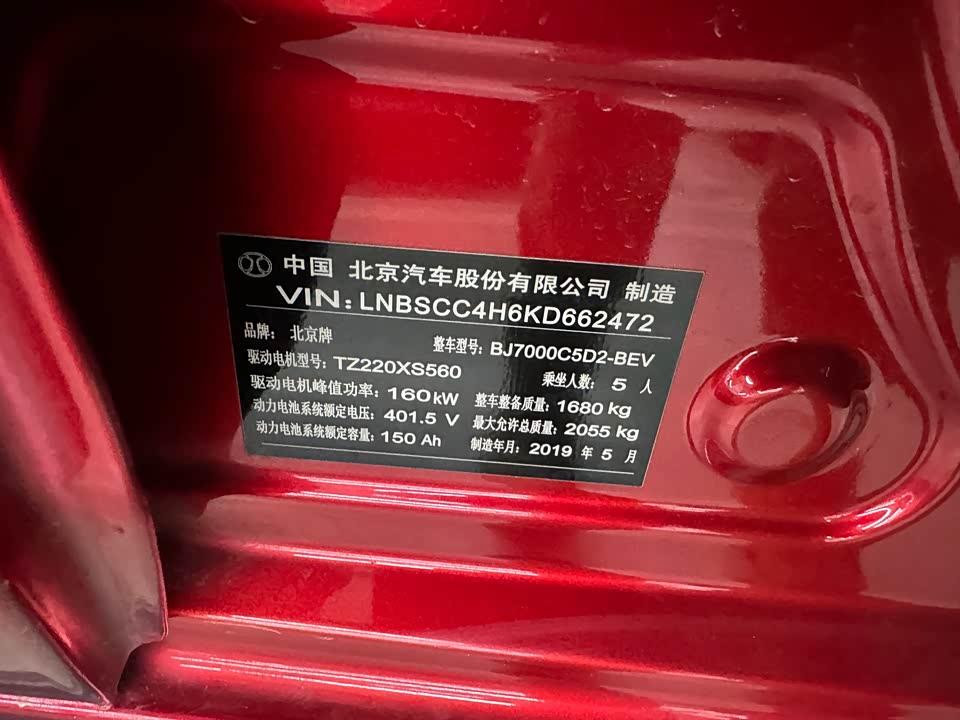 中国 北京汽车股份有限公司 制造
VIN: LNBSCC4H6KD662472
品牌: 北京牌 整车型号: BJ7000C5D2-BEV
驱动电机型号: TZ220XS560 乘坐人数: 5 人
驱动电机峰值功率: 160kW 整车整备质量: 1680 kg
动力电池系统额定电压: 401.5 V 最大允许总质量: 2055 kg
动力电池系统额定容量: 150 Ah 制造年月: 2019 年 5 月